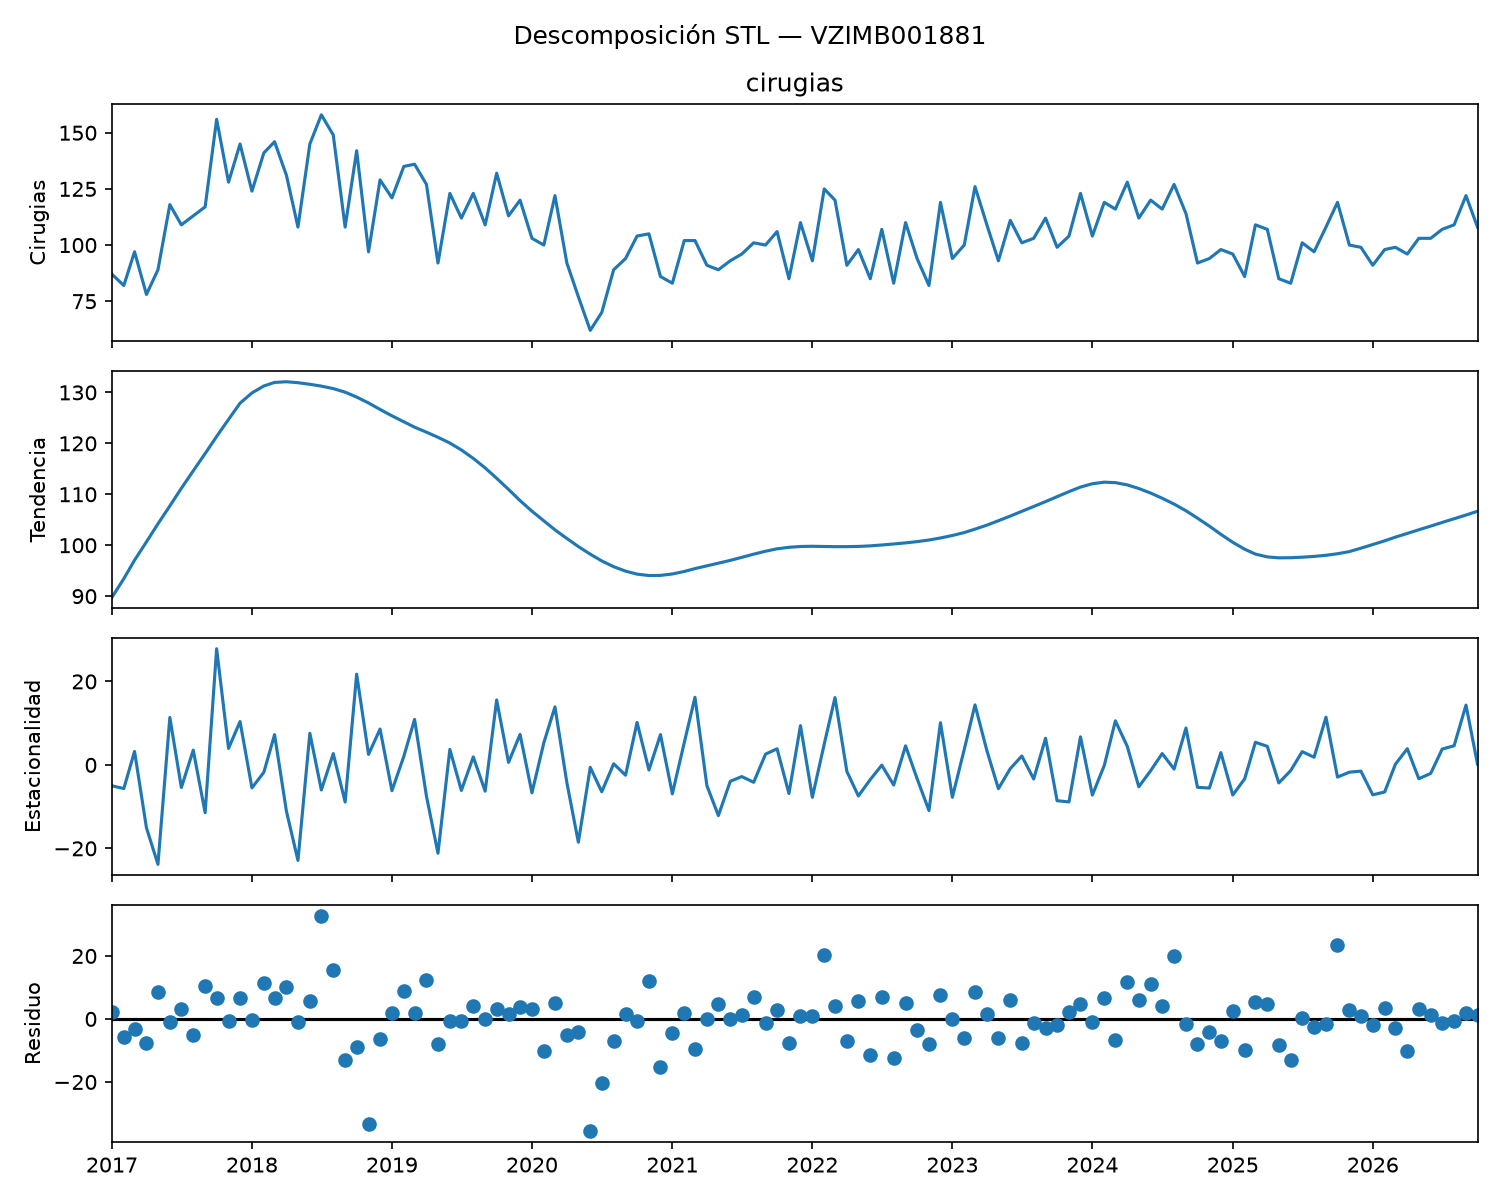 Descomposición STL — VZIMB001881
cirugias
Cirugias
150
125
100
75
Tendencia
130
120
110
100
90
Estacionalidad
20
0
−20
Residuo
20
0
−20
2017 2018 2019 2020 2021 2022 2023 2024 2025 2026